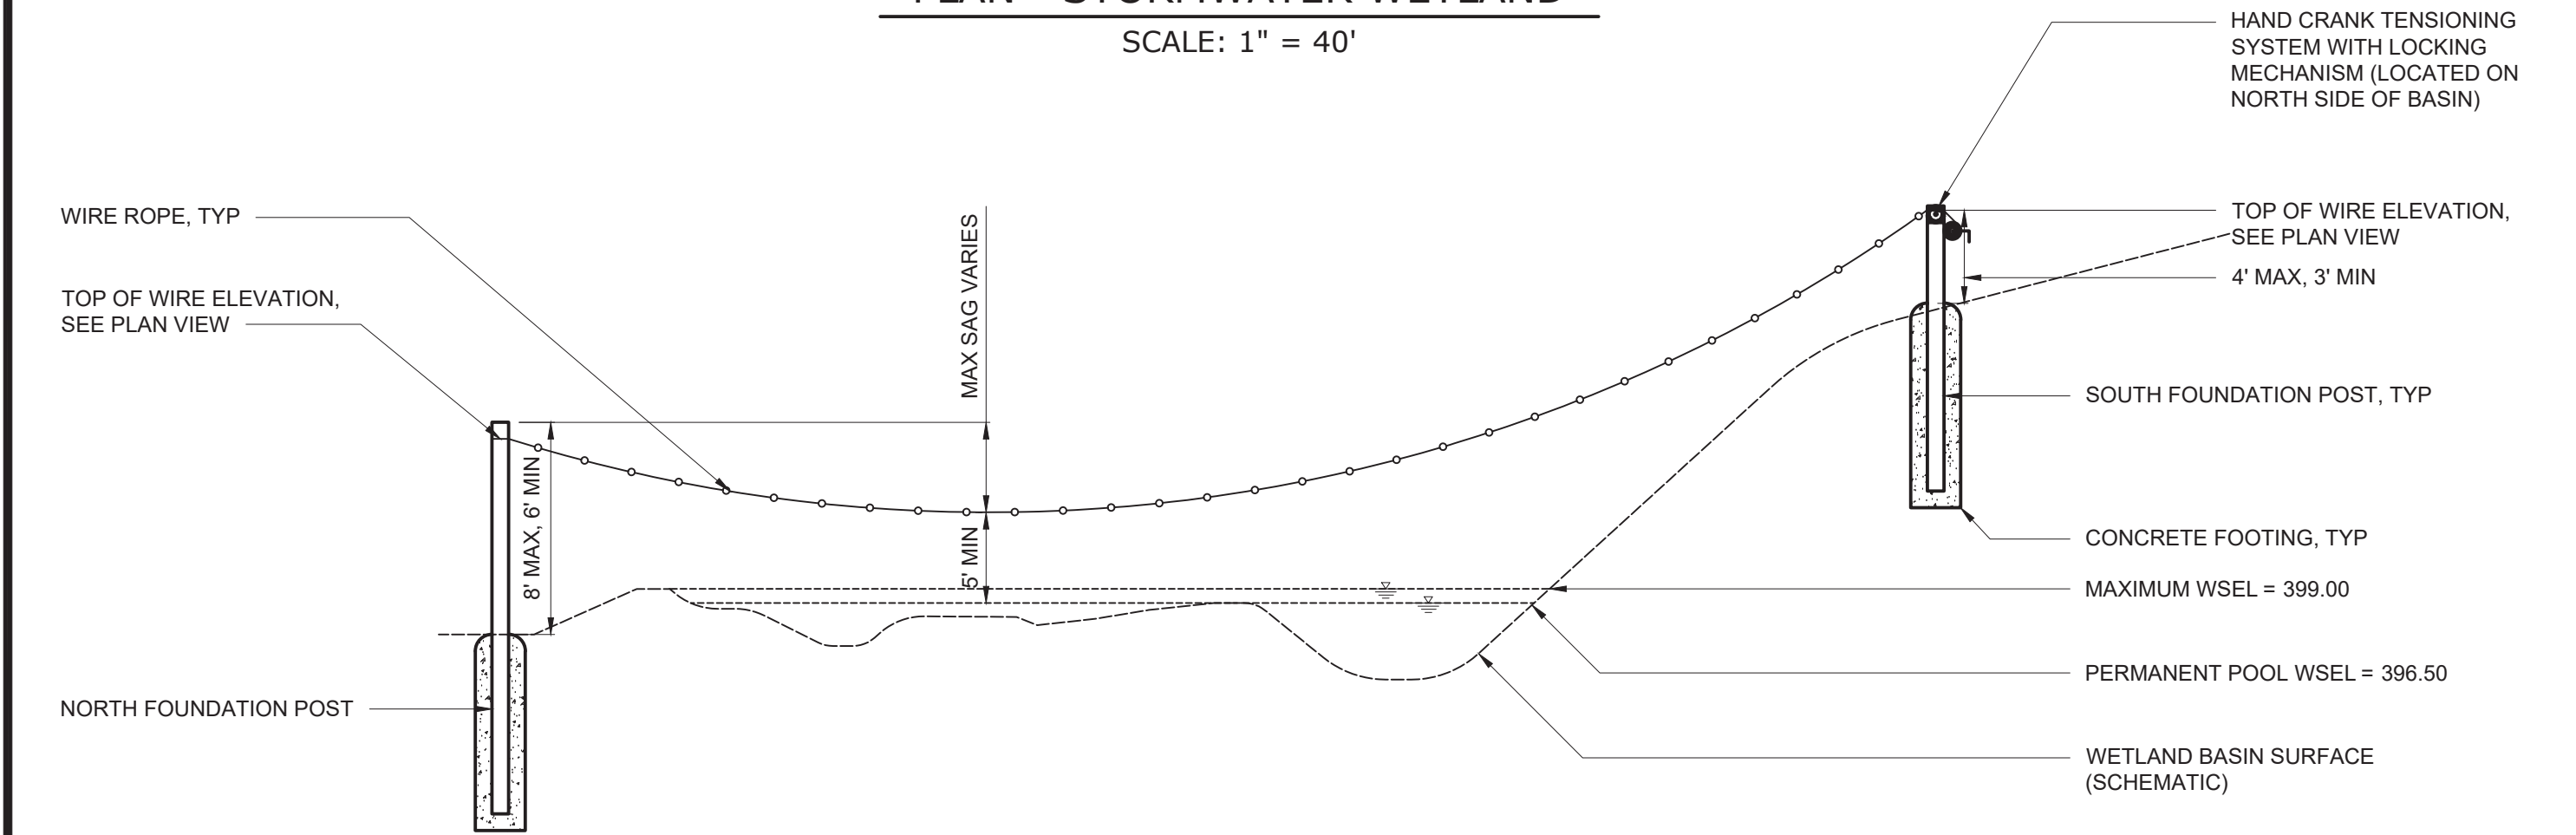 PLAN - STORMWATER WETLAND
SCALE: 1" = 40'
HAND CRANK TENSIONING
SYSTEM WITH LOCKING
MECHANISM (LOCATED ON
NORTH SIDE OF BASIN)
WIRE ROPE, TYP
TOP OF WIRE ELEVATION,
SEE PLAN VIEW
MAX SAG VARIES
TOP OF WIRE ELEVATION,
SEE PLAN VIEW
4' MAX, 3' MIN
SOUTH FOUNDATION POST, TYP
8' MAX, 6' MIN
5' MIN
CONCRETE FOOTING, TYP
MAXIMUM WSEL = 399.00
PERMANENT POOL WSEL = 396.50
NORTH FOUNDATION POST
WETLAND BASIN SURFACE
(SCHEMATIC)